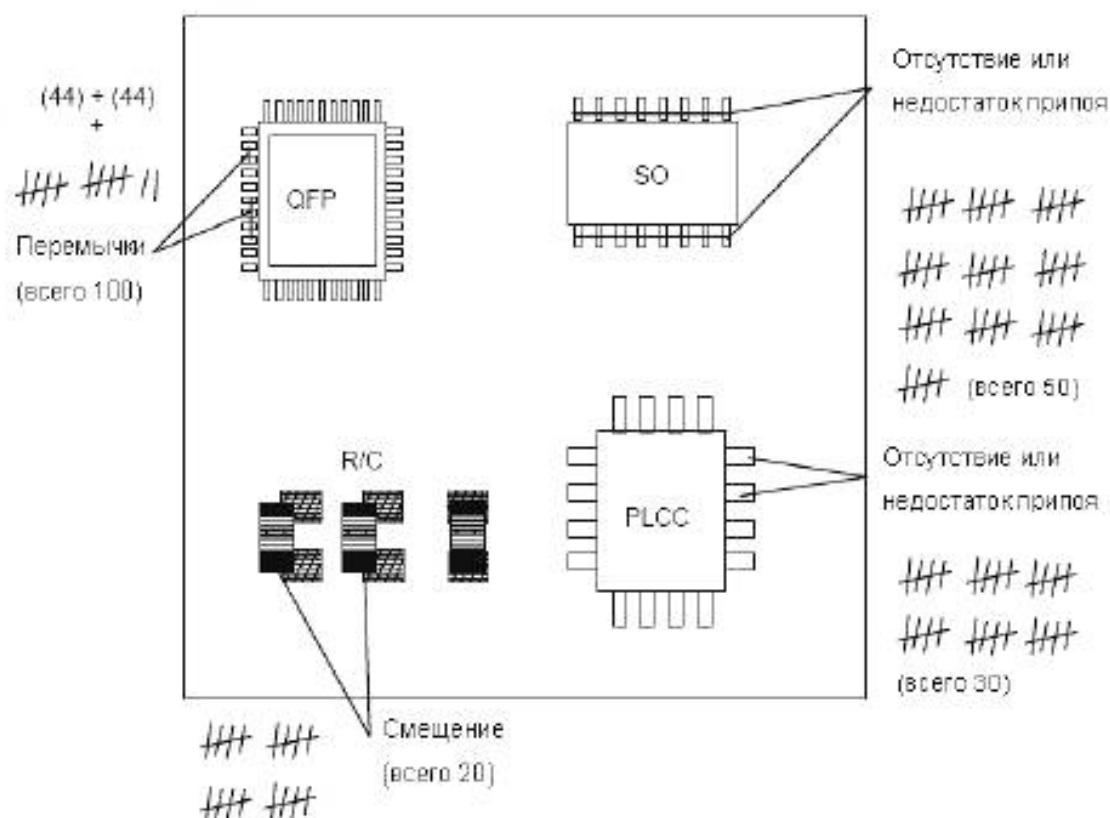 (44) + (44)
+
Перемычки
(всего 100)
QFP
SO
Отсутствие или
недостаток припоя
(всего 50)
R/C
PLCC
Отсутствие или
недостаток припоя
(всего 30)
Смещение
(всего 20)